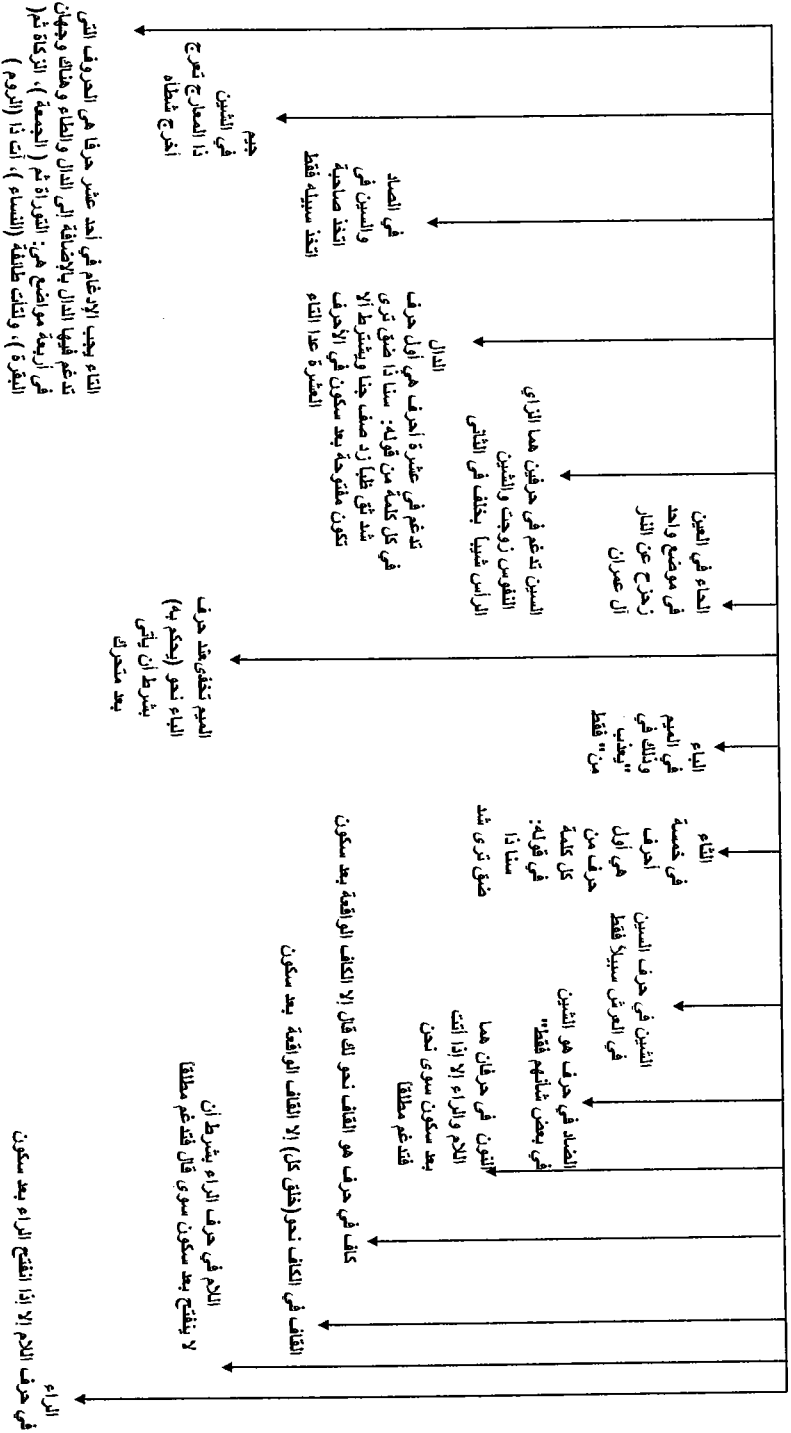 الراء
في حرف اللام إلا إذا انفتح الراء بعد سكون
اللام في حرف الراء بشرط أن
لا ينفتح بعد سكون سوى قال فتدغم مطلقا
القاف في الكاف نحو(خلق كل) إلا القاف الواقعة بعد سكون
كاف في حرف هو القاف نحو لك قال إلا الكاف الواقعة بعد سكون
النون في حرفان هما
اللام والراء إلا إذا أتت
بعد سكون سوى نحن
فتدغم مطلقا
الضاد في حرف هو الشين
في بعض شأنهم فقط"
الشين في حرف السين
في العرش سبيلاً فقط
الثاء
في خمسة
أحرف
هي أول
حرف من
كل كلمة
في قوله:
سنا ذا
ضق ترى شد
الباء
في الميم
وذلك في
"يعذب
من" فقط
الميم تخفى عند حرف
الباء نحو (يحكم به)
بشرط أن يأتي
بعد متحرك
الحاء في العين
في موضع واحد
زحزح عن النار
آل عمران
السين تدغم في حرفين هما الزاي
النفوس زوجت والشين
الرأس شيبا بخلف في الثاني
الدال
تدغم في عشرة أحرف هي أول حرف
في كل كلمة من قوله: سنا ذا ضق ترى
شد ثق ظبا زد صف جنا ويشترط ألا
تكون مفتوحة بعد سكون في الأحرف
العشرة عدا التاء
في الصاد
والسين في
اتخذ صاحبة
اتخذ سبيله فقط
جيم
في الشين
ذا المعارج تعرج
أخرج شطأه
التاء يجب الإدغام في أحد عشر حرفا هي الحروف التي
تدغم فيها الدال بالإضافة إلى الدال والطاء وهناك وجهان
في أربعة مواضع هي: التوراة ثم ( الجمعة )، الزكاة ثم(
البقرة )، ولتأت طائفة (النساء )، آت ذا (الروم )